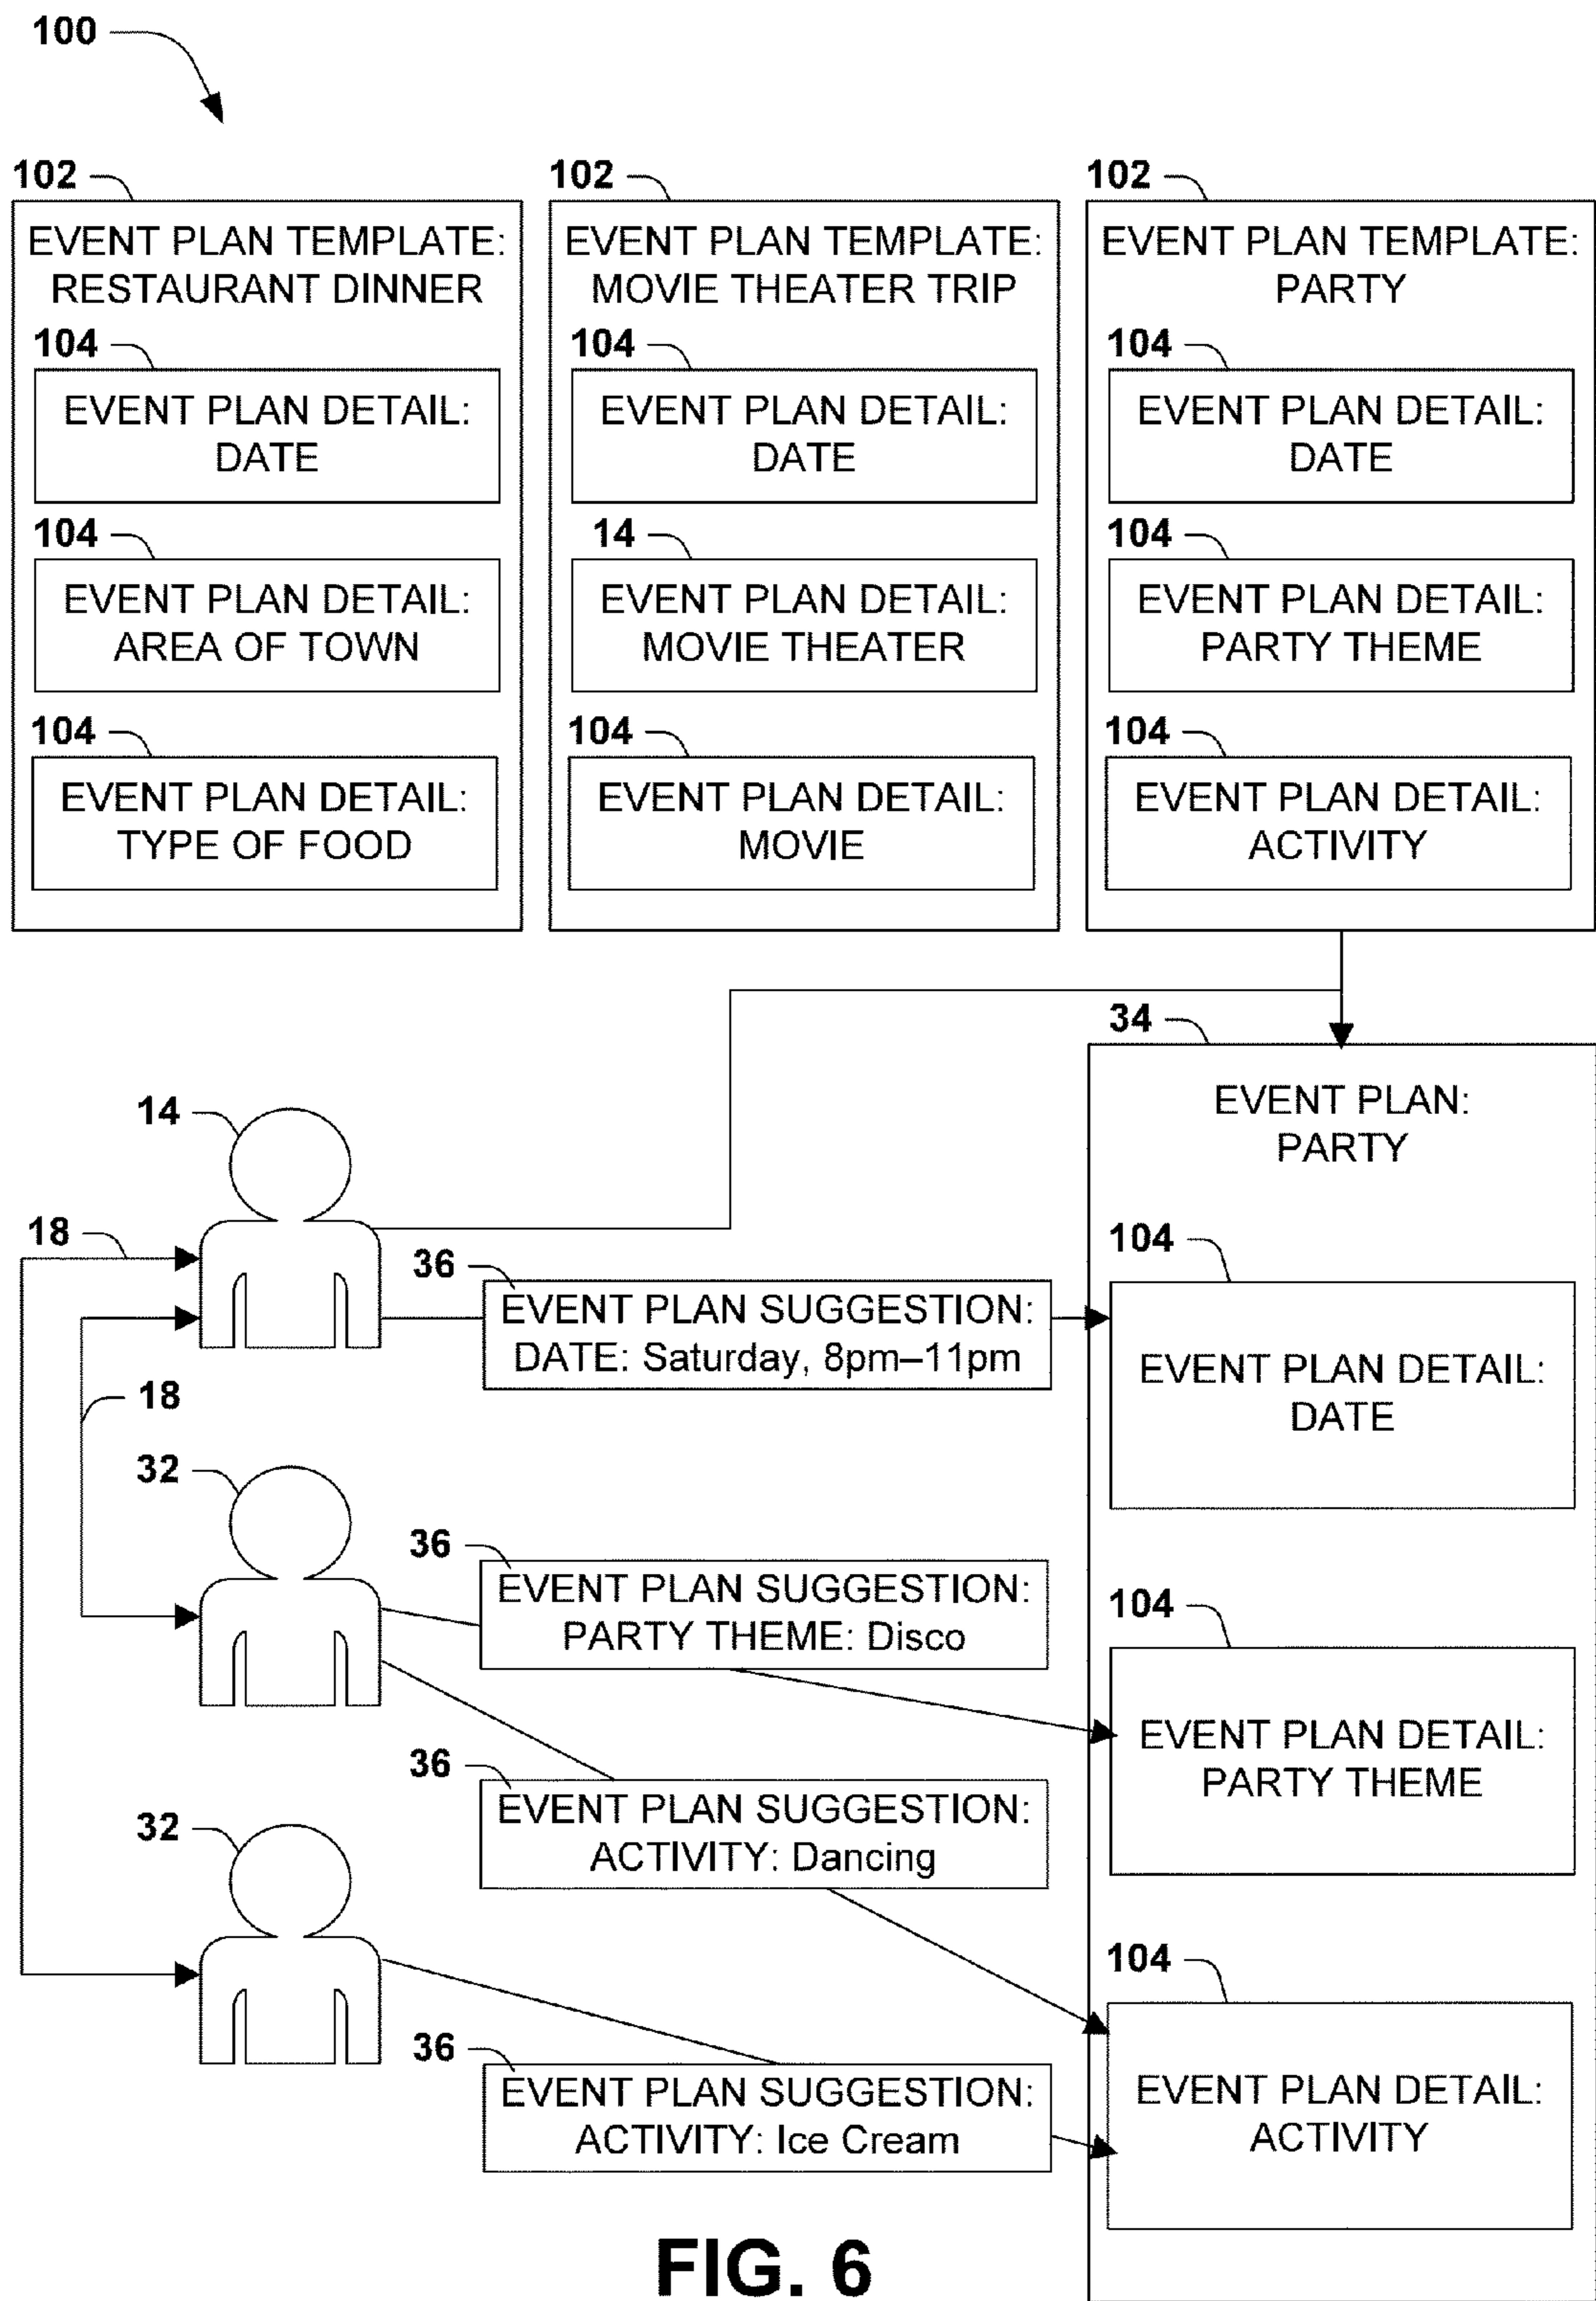 100
102
EVENT PLAN TEMPLATE:
RESTAURANT DINNER
104
EVENT PLAN DETAIL:
DATE
104
EVENT PLAN DETAIL:
AREA OF TOWN
104
EVENT PLAN DETAIL:
TYPE OF FOOD
102
EVENT PLAN TEMPLATE:
MOVIE THEATER TRIP
104
EVENT PLAN DETAIL:
DATE
14
EVENT PLAN DETAIL:
MOVIE THEATER
104
EVENT PLAN DETAIL:
MOVIE
102
EVENT PLAN TEMPLATE:
PARTY
104
EVENT PLAN DETAIL:
DATE
104
EVENT PLAN DETAIL:
PARTY THEME
104
EVENT PLAN DETAIL:
ACTIVITY
14
18
18
32
32
36
EVENT PLAN SUGGESTION:
DATE: Saturday, 8pm–11pm
36
EVENT PLAN SUGGESTION:
PARTY THEME: Disco
36
EVENT PLAN SUGGESTION:
ACTIVITY: Dancing
36
EVENT PLAN SUGGESTION:
ACTIVITY: Ice Cream
34
EVENT PLAN:
PARTY
104
EVENT PLAN DETAIL:
DATE
104
EVENT PLAN DETAIL:
PARTY THEME
104
EVENT PLAN DETAIL:
ACTIVITY
FIG. 6